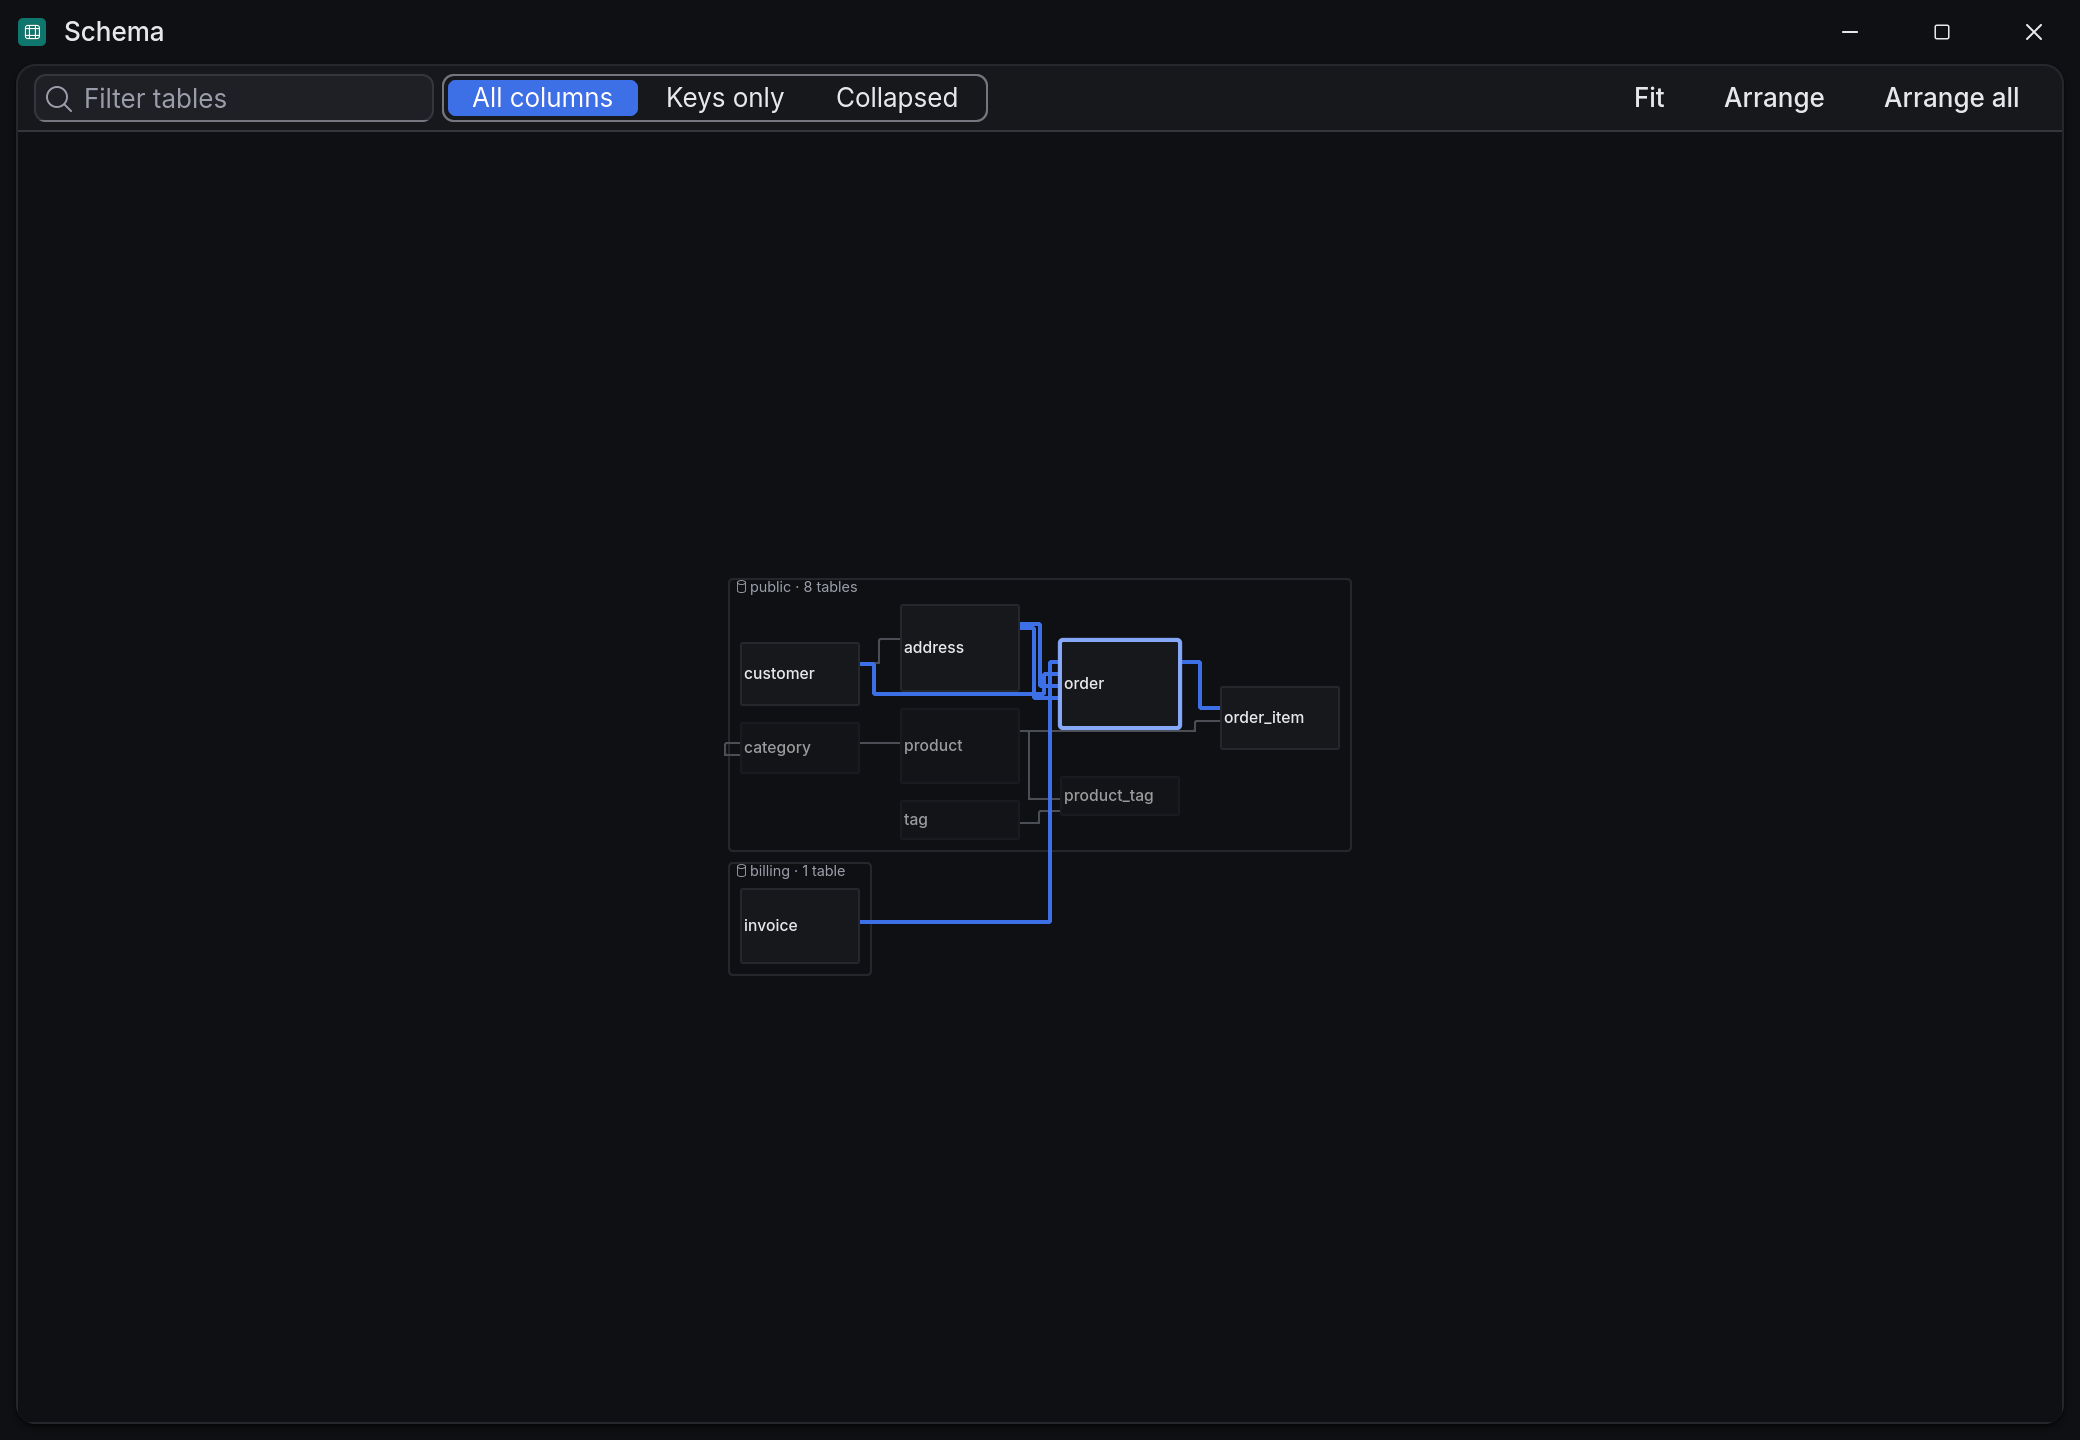 Schema
Filter tables
All columns
Keys only
Collapsed
Fit
Arrange
Arrange all
public · 8 tables
address
customer
order
order_item
category
product
product_tag
tag
billing · 1 table
invoice